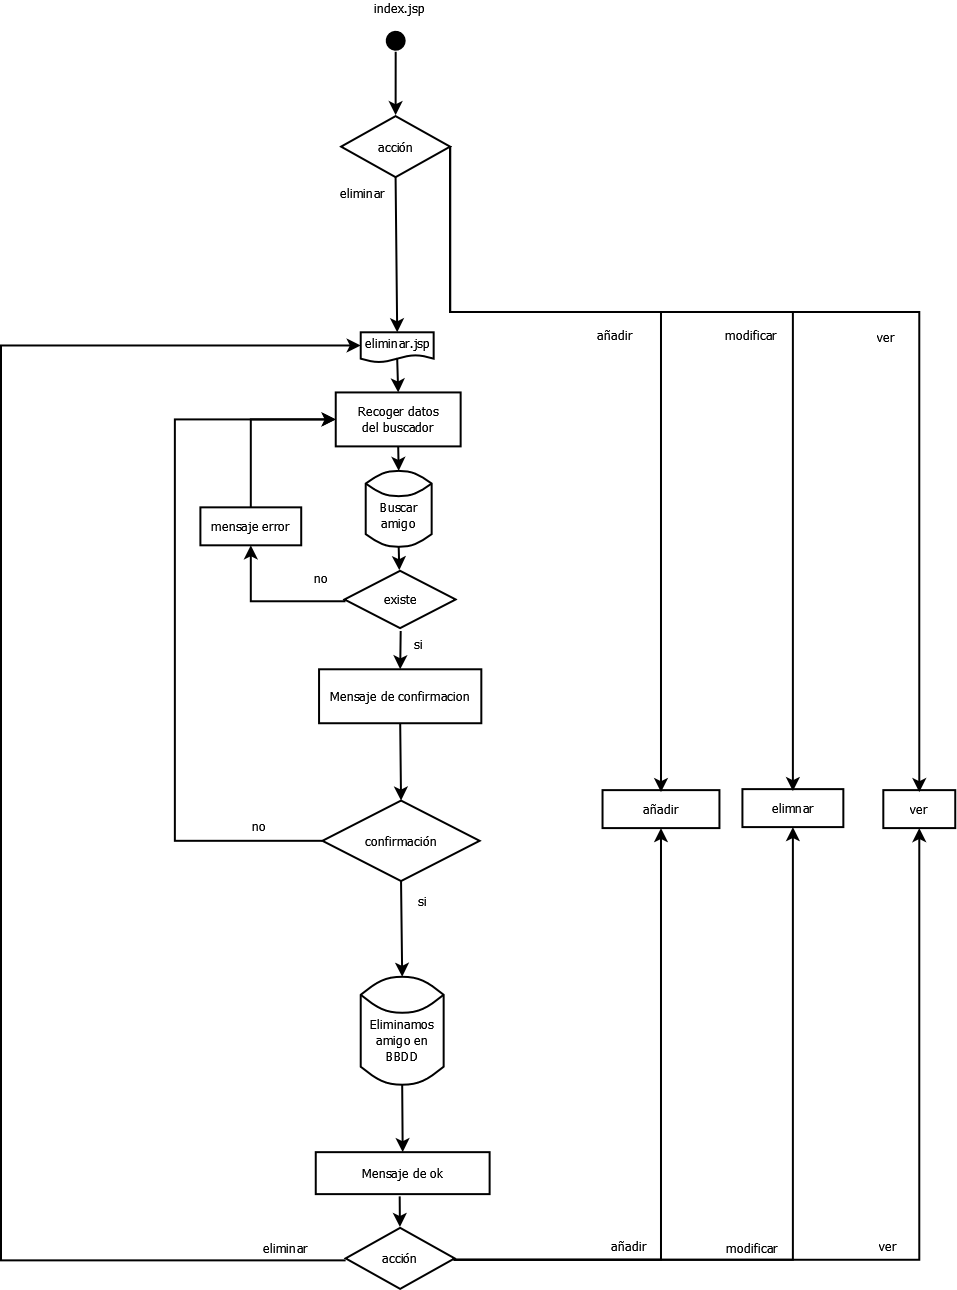 index.jsp
acción
eliminar
añadir
modificar
ver
eliminar.jsp
Recoger datos
del buscador
Buscar
amigo
mensaje error
no
existe
si
Mensaje de confirmacion
añadir
elimnar
ver
no
confirmación
si
Eliminamos
amigo en
BBDD
Mensaje de ok
eliminar
acción
añadir
modificar
ver